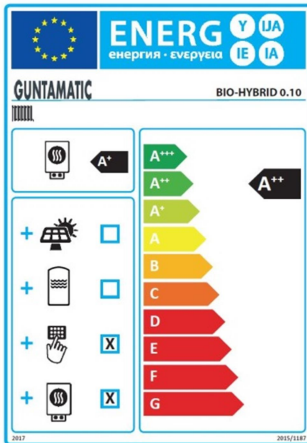 ENERG Y IJA
енергия · ενεργεια IE IA
GUNTAMATIC BIO-HYBRID 0.10
A+
A+++
A++
A+
A
B
C
D
E
F
G
A++
+
+
+ X
+ X
2017 2015/1187